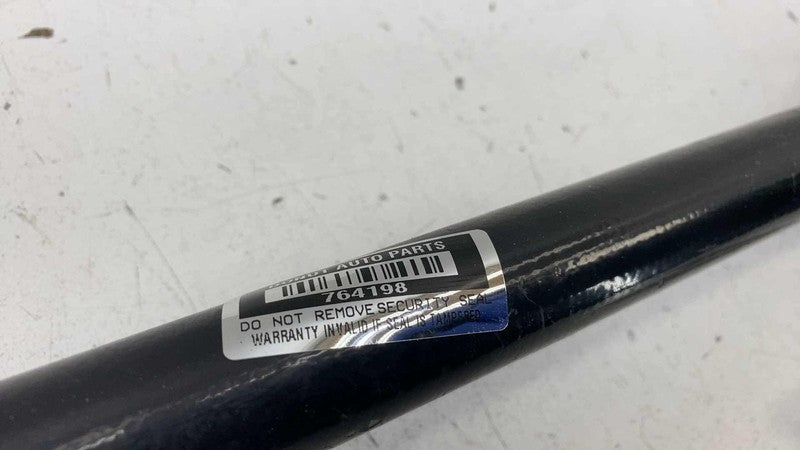 AUTO PARTS
764198
DO NOT REMOVE SECURITY SEAL
WARRANTY INVALID IF SEAL IS TAMPERED